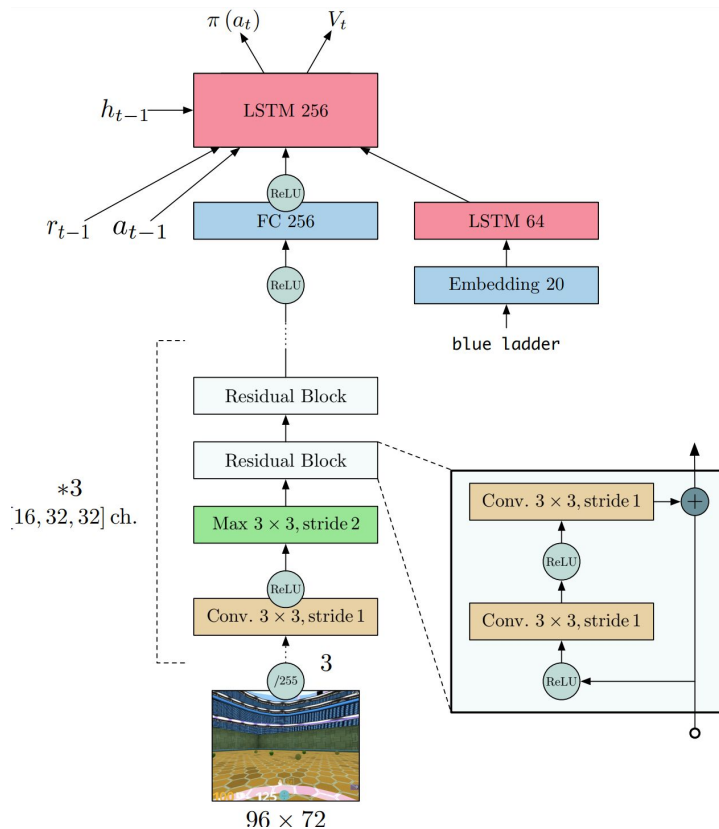 π (a_t) V_t
LSTM 256
h_{t−1}
r_{t−1} a_{t−1}
ReLU
FC 256
ReLU
LSTM 64
Embedding 20
blue ladder
Residual Block
Residual Block
Max 3 × 3, stride 2
ReLU
Conv. 3 × 3, stride 1
∗3
[16, 32, 32] ch.
/255
3
125
96 × 72
Conv. 3 × 3, stride 1
+
ReLU
Conv. 3 × 3, stride 1
ReLU